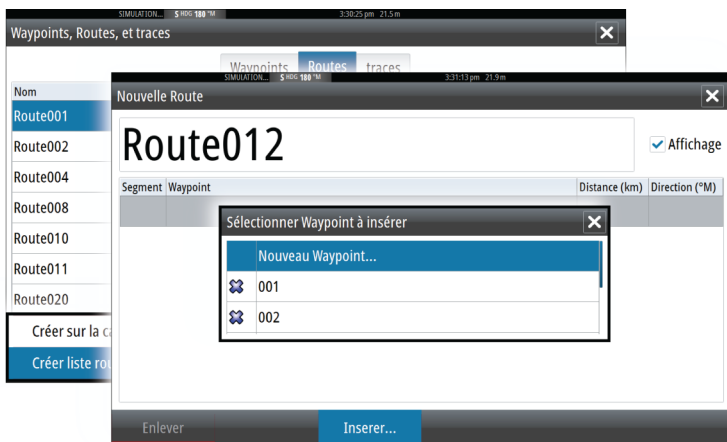 SIMULATION... S HDG 180 °M 3:30:25 pm 21.5 m
Waypoints, Routes, et traces
Waypoints Routes traces
Nom
Route001
Route002
Route004
Route008
Route010
Route011
Route020
Créer sur la ca
Créer liste rou
SIMULATION... S HDG 180 °M 3:31:13 pm 21.9 m
Nouvelle Route
Route012
Affichage
Segment Waypoint Distance (km) Direction (°M)
Sélectionner Waypoint à insérer
Nouveau Waypoint...
001
002
Enlever Inserer...